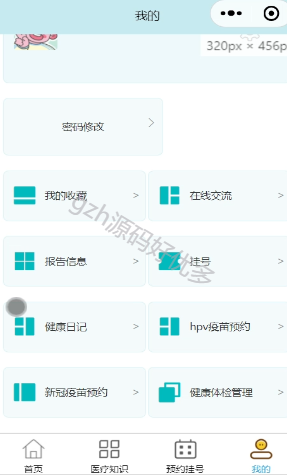 我的
320px × 456p
密码修改 >
我的收藏 >
在线交流 >
报告信息 >
挂号 >
健康日记 >
hpv疫苗预约 >
新冠疫苗预约 >
健康体检管理 >
gzh源码好优多
首页
医疗知识
预约挂号
我的